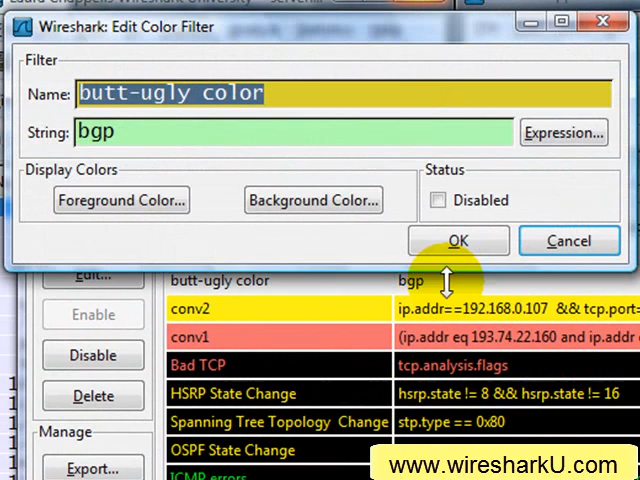 Wireshark: Edit Color Filter
Filter
Name: butt-ugly color
String: bgp
Expression...
Display Colors
Status
Foreground Color...
Background Color...
Disabled
OK
Cancel
Edit...
butt-ugly color bgp
conv2 ip.addr==192.168.0.107 && tcp.port=
Enable
conv1 (ip.addr eq 193.74.22.160 and ip.addr
Disable
Bad TCP tcp.analysis.flags
Delete
HSRP State Change hsrp.state != 8 && hsrp.state != 16
Spanning Tree Topology Change stp.type == 0x80
Manage
OSPF State Change
Export...
ICMP errors
www.wiresharkU.com